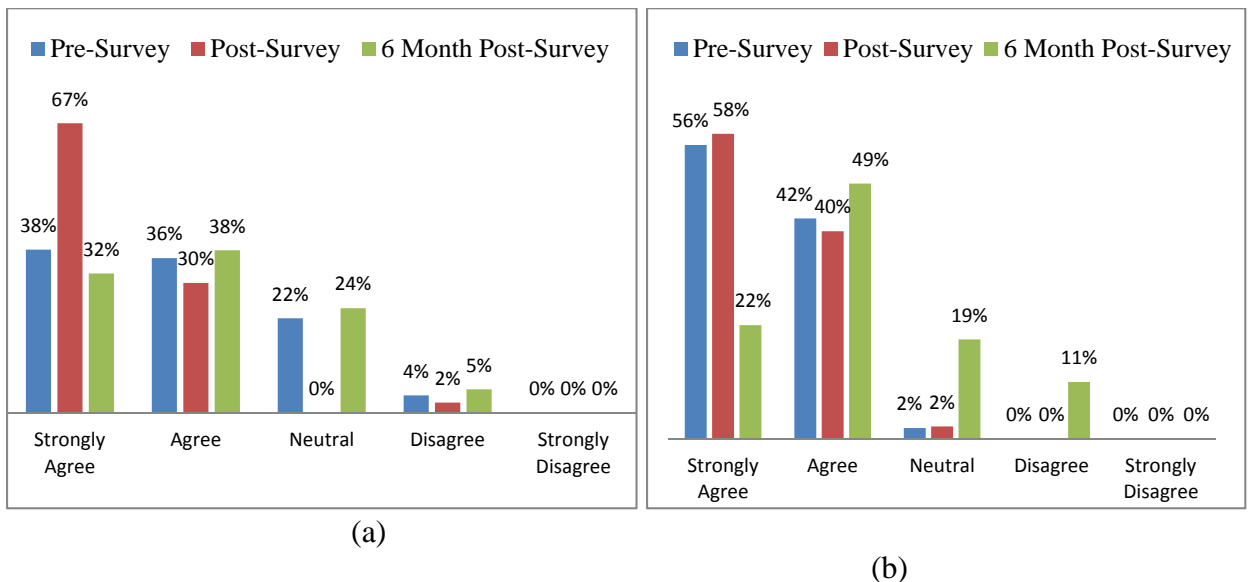 Pre-Survey Post-Survey 6 Month Post-Survey
67%
38%
32%
36%
30%
38%
22%
0%
24%
4%
2%
5%
0% 0% 0%
Strongly Agree
Agree
Neutral
Disagree
Strongly Disagree
(a)
Pre-Survey Post-Survey 6 Month Post-Survey
56%
58%
22%
42%
40%
49%
2%
2%
19%
0%
0%
11%
0% 0% 0%
Strongly Agree
Agree
Neutral
Disagree
Strongly Disagree
(b)